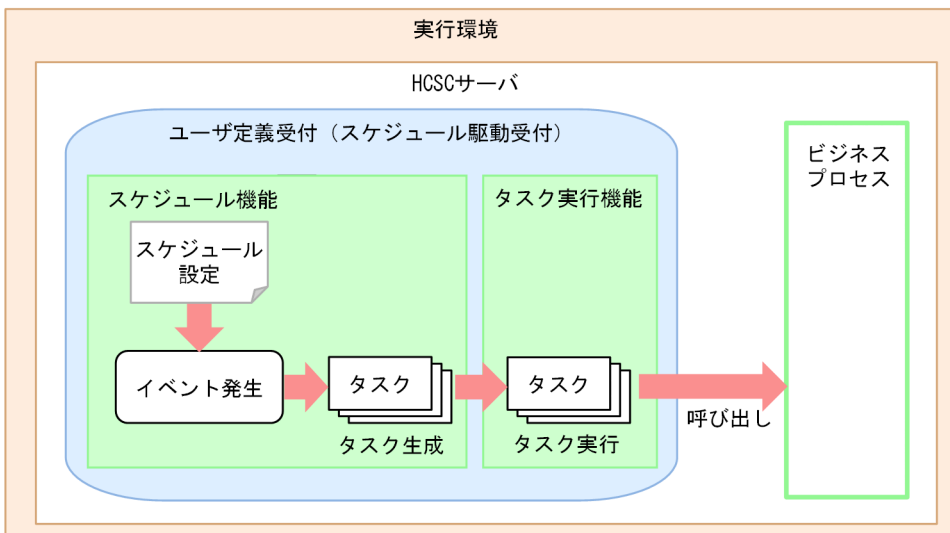 実行環境
HCSCサーバ
ユーザ定義受付（スケジュール駆動受付）
スケジュール機能
スケジュール
設定
イベント発生
タスク
タスク生成
タスク実行機能
タスク
タスク実行
呼び出し
ビジネス
プロセス